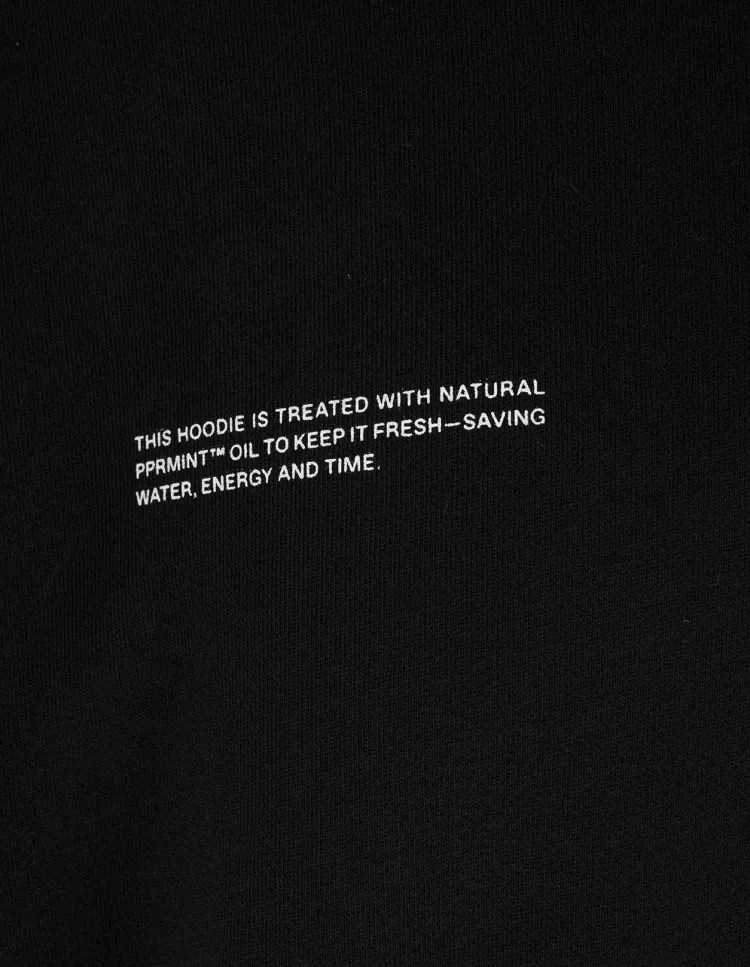 THIS HOODIE IS TREATED WITH NATURAL
PPRMINT™ OIL TO KEEP IT FRESH—SAVING
WATER, ENERGY AND TIME.